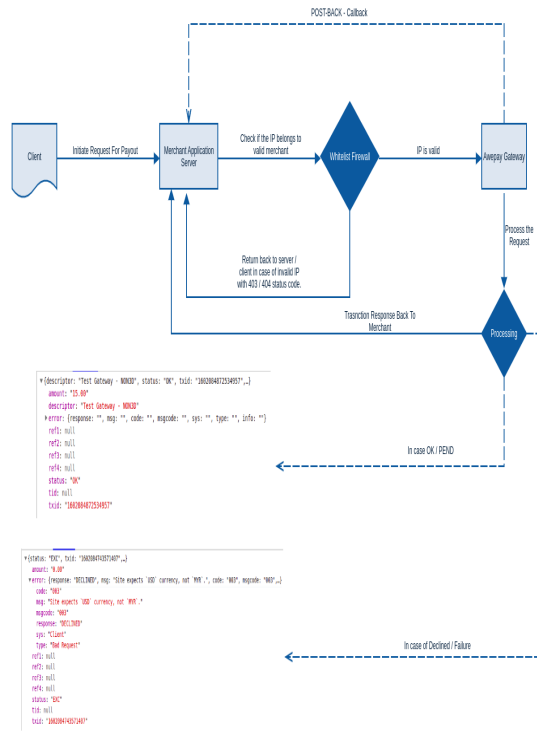 POST-BACK - Callback
Client
Initiate Request For Payout
Merchant Application
Server
Check if the IP belongs to
valid merchant
Whitelist Firewall
IP is valid
Awepay Gateway
Process the
Request
Return back to server /
client in case of invalid IP
with 403 / 404 status code.
Trasnction Response Back To
Merchant
Processing
{descriptor: "Test Gateway - NON3D", status: "OK", txid: "1602084872534957",…}
amount: "15.00"
descriptor: "Test Gateway - NON3D"
error: {response: "", msg: "", code: "", msgcode: "", sys: "", type: "", info: ""}
ref1: null
ref2: null
ref3: null
ref4: null
status: "OK"
tid: null
txid: "1602084872534957"
In case OK / PEND
{status: "EXC", txid: "1602084743571407",…}
amount: "0.00"
error: {response: "DECLINED", msg: "Site expects `USD` currency, not `MYR`.", code: "003", msgcode: "003",…}
code: "003"
msg: "Site expects `USD` currency, not `MYR`."
msgcode: "003"
response: "DECLINED"
sys: "Client"
type: "Bad Request"
ref1: null
ref2: null
ref3: null
ref4: null
status: "EXC"
tid: null
txid: "1602084743571407"
In case of Declined / Failure